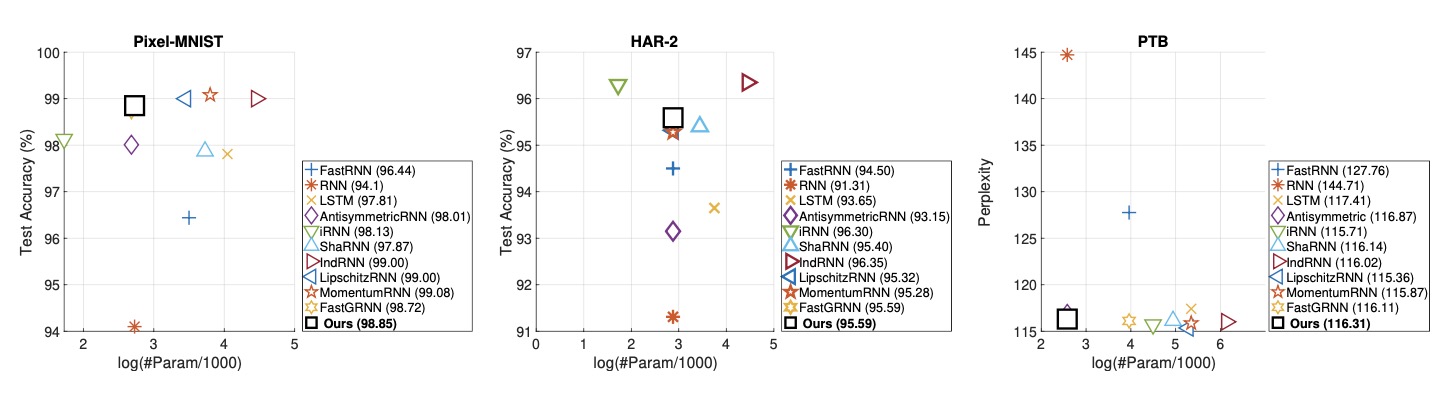 Pixel-MNIST
100
99
98
97
96
95
94
Test Accuracy (%)
2
3
4
5
log(#Param/1000)
FastRNN (96.44)
RNN (94.1)
LSTM (97.81)
AntisymmetricRNN (98.01)
iRNN (98.13)
ShaRNN (97.87)
IndRNN (99.00)
LipschitzRNN (99.00)
MomentumRNN (99.08)
FastGRNN (98.72)
Ours (98.85)
HAR-2
97
96
95
94
93
92
91
Test Accuracy (%)
0
1
2
3
4
5
log(#Param/1000)
FastRNN (94.50)
RNN (91.31)
LSTM (93.65)
AntisymmetricRNN (93.15)
iRNN (96.30)
ShaRNN (95.40)
IndRNN (96.35)
LipschitzRNN (95.32)
MomentumRNN (95.28)
FastGRNN (95.59)
Ours (95.59)
PTB
145
140
135
130
125
120
115
Perplexity
2
3
4
5
6
log(#Param/1000)
FastRNN (127.76)
RNN (144.71)
LSTM (117.41)
Antisymmetric (116.87)
iRNN (115.71)
ShaRNN (116.14)
IndRNN (116.02)
LipschitzRNN (115.36)
MomentumRNN (115.87)
FastGRNN (116.11)
Ours (116.31)